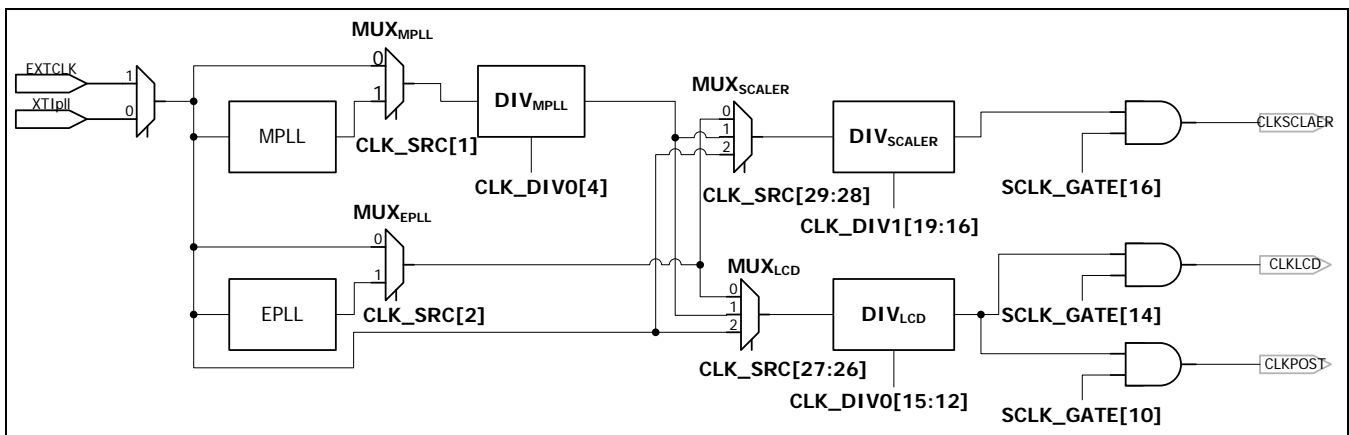 MUXMPLL
EXTCLK
1
XTIpll
0
0
1
MPLL
DIVMPLL
CLK_SRC[1]
CLK_DIV0[4]
MUXSCALER
0
1
2
DIVSCALER
CLK_SRC[29:28]
CLK_DIV1[19:16]
SCLK_GATE[16]
CLKSCLAER
MUXEPLL
0
1
EPLL
CLK_SRC[2]
MUXLCD
0
1
2
DIVLCD
CLK_SRC[27:26]
CLK_DIV0[15:12]
CLKLCD
SCLK_GATE[14]
CLKPOST
SCLK_GATE[10]